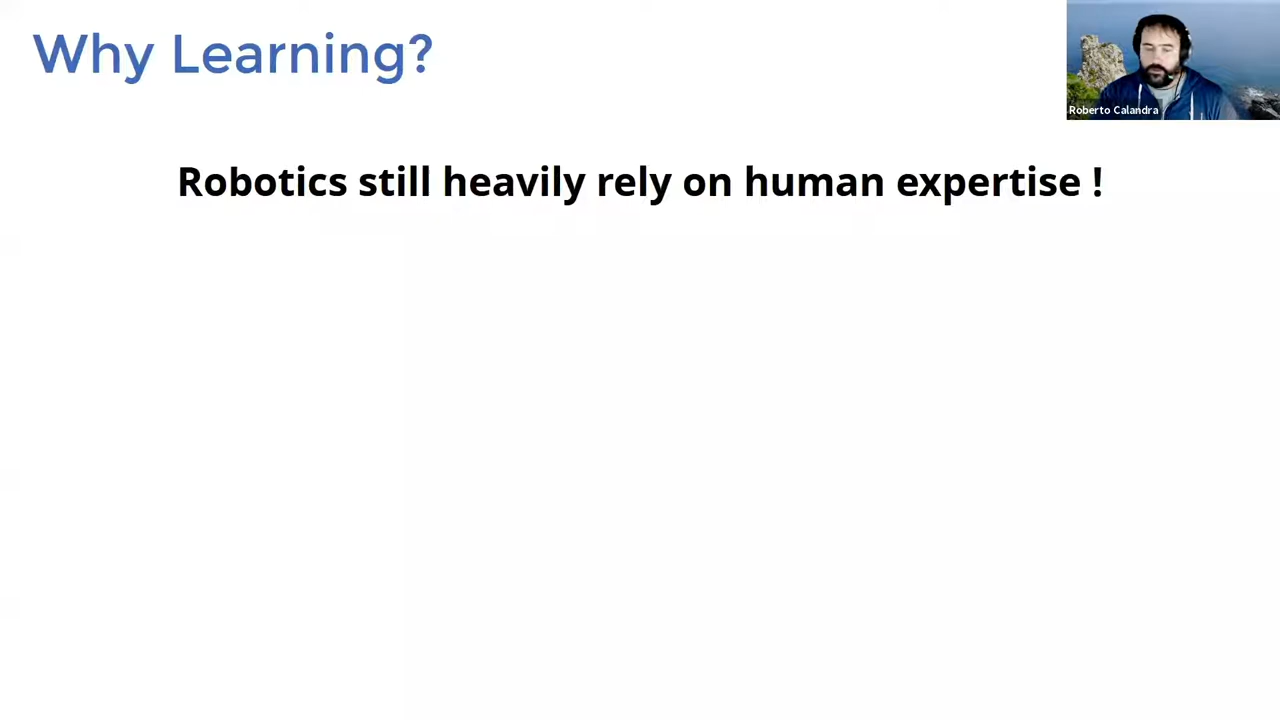 Why Learning?
Roberto Calandra
Robotics still heavily rely on human expertise !